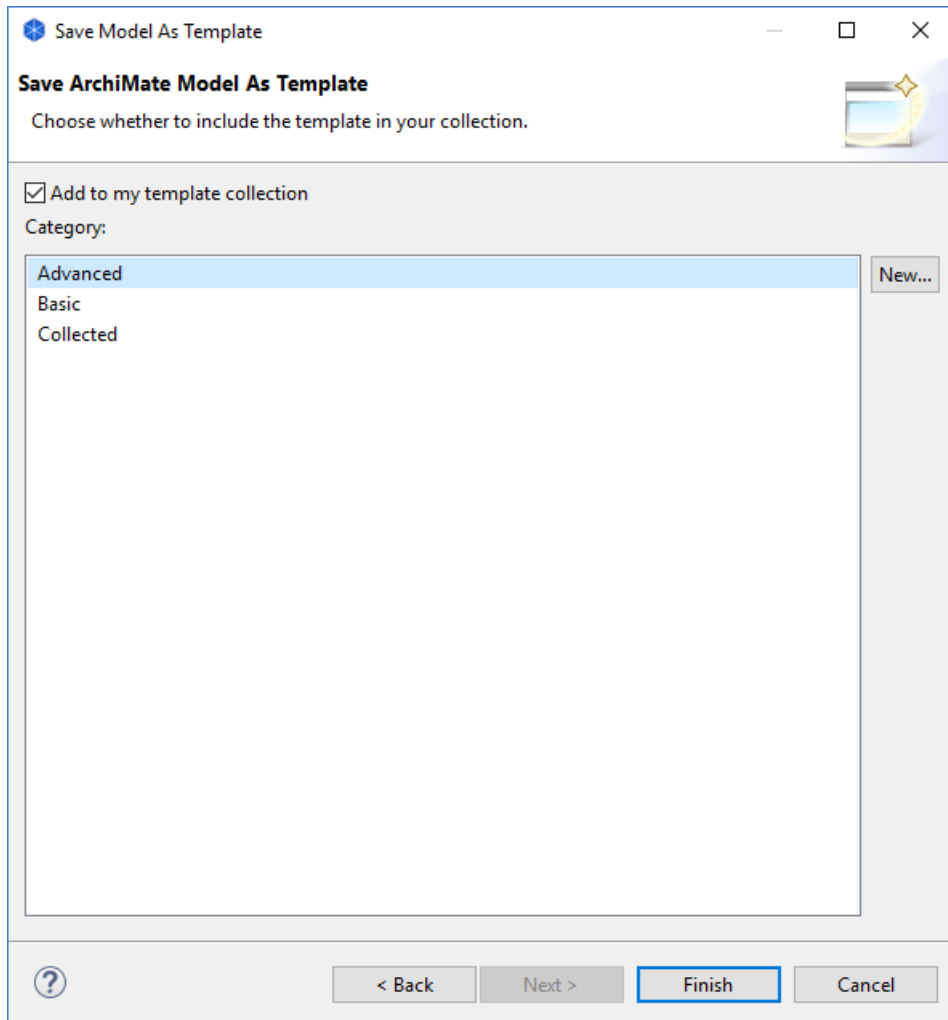 Save Model As Template
Save ArchiMate Model As Template
Choose whether to include the template in your collection.
Add to my template collection
Category:
Advanced
New...
Basic
Collected
?
< Back
Next >
Finish
Cancel